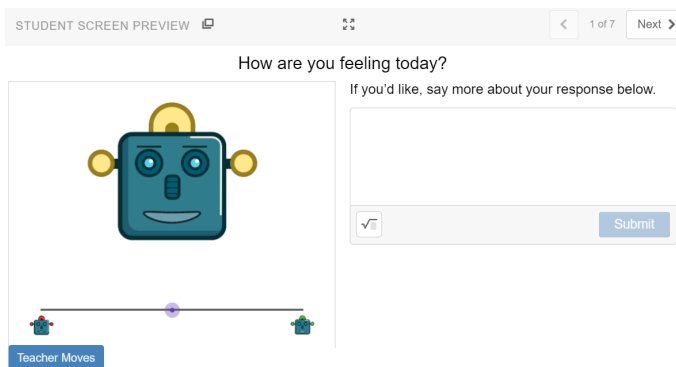 STUDENT SCREEN PREVIEW
1 of 7
Next
How are you feeling today?
If you'd like, say more about your response below.
√
Submit
Teacher Moves